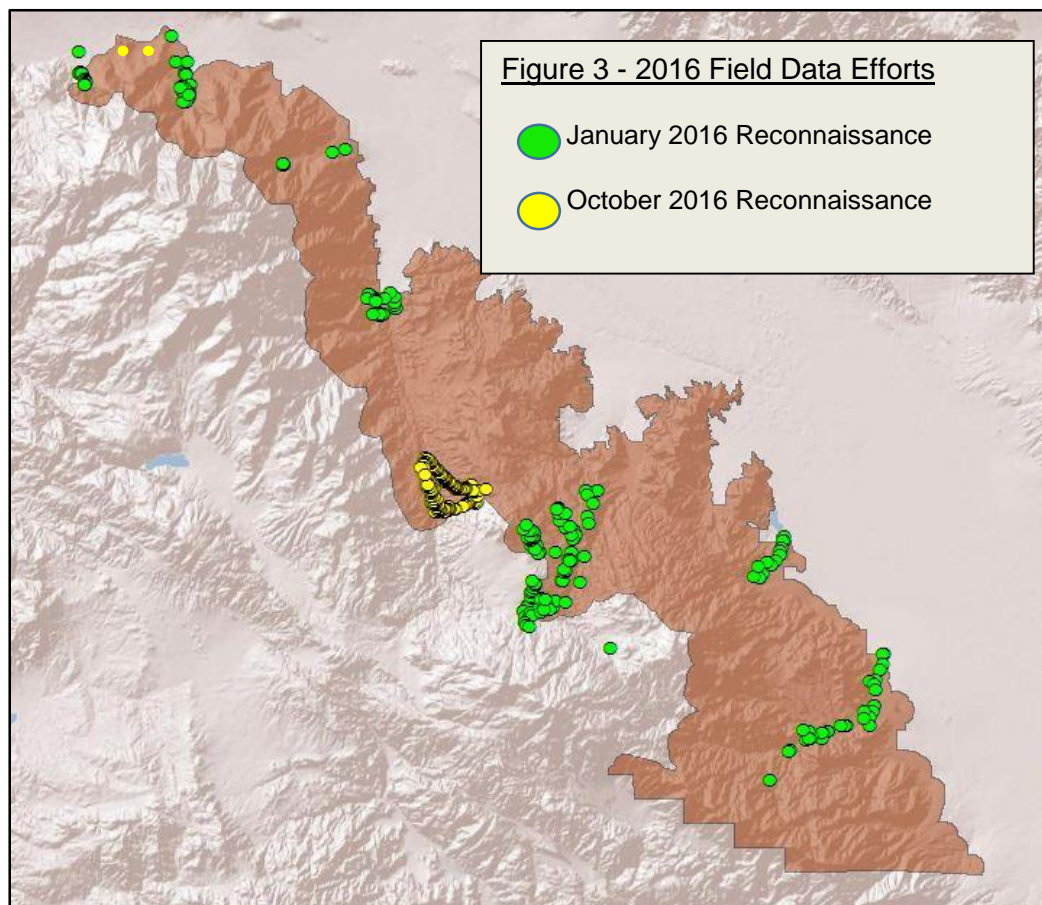 Figure 3 - 2016 Field Data Efforts
January 2016 Reconnaissance
October 2016 Reconnaissance